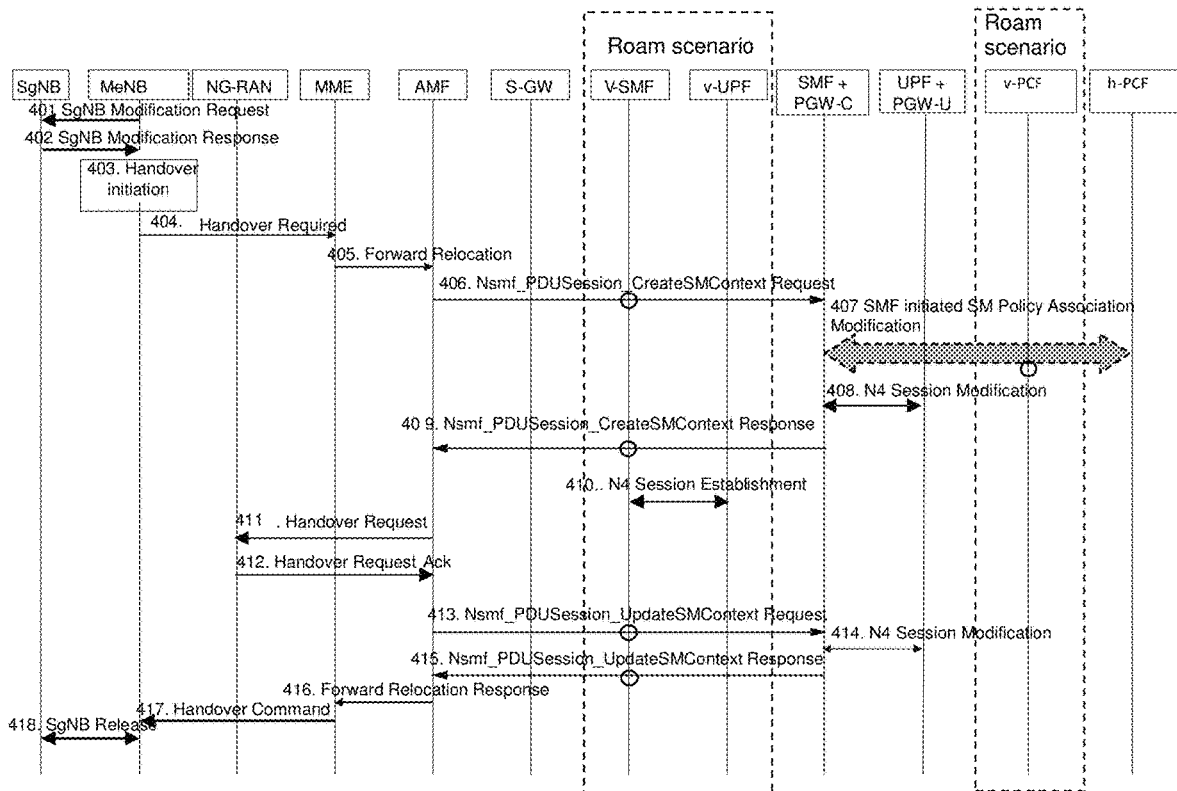 Roam scenario
Roam
scenario
SgNB
MeNB
NG-RAN
MME
AMF
S-GW
V-SMF
v-UPF
SMF +
PGW-C
UPF +
PGW-U
v-PCF
h-PCF
401 SgNB Modification Request
402 SgNB Modification Response
403. Handover
initiation
404. Handover Required
405. Forward Relocation
406. Nsmf_PDUSession_CreateSMContext Request
407 SMF initiated SM Policy Association
Modification
408. N4 Session Modification
40 9. Nsmf_PDUSession_CreateSMContext Response
410.. N4 Session Establishment
411 . Handover Request
412. Handover Request Ack
413. Nsmf_PDUSession_UpdateSMContext Request
414. N4 Session Modification
415. Nsmf_PDUSession_UpdateSMContext Response
416. Forward Relocation Response
417. Handover Command
418. SgNB Release